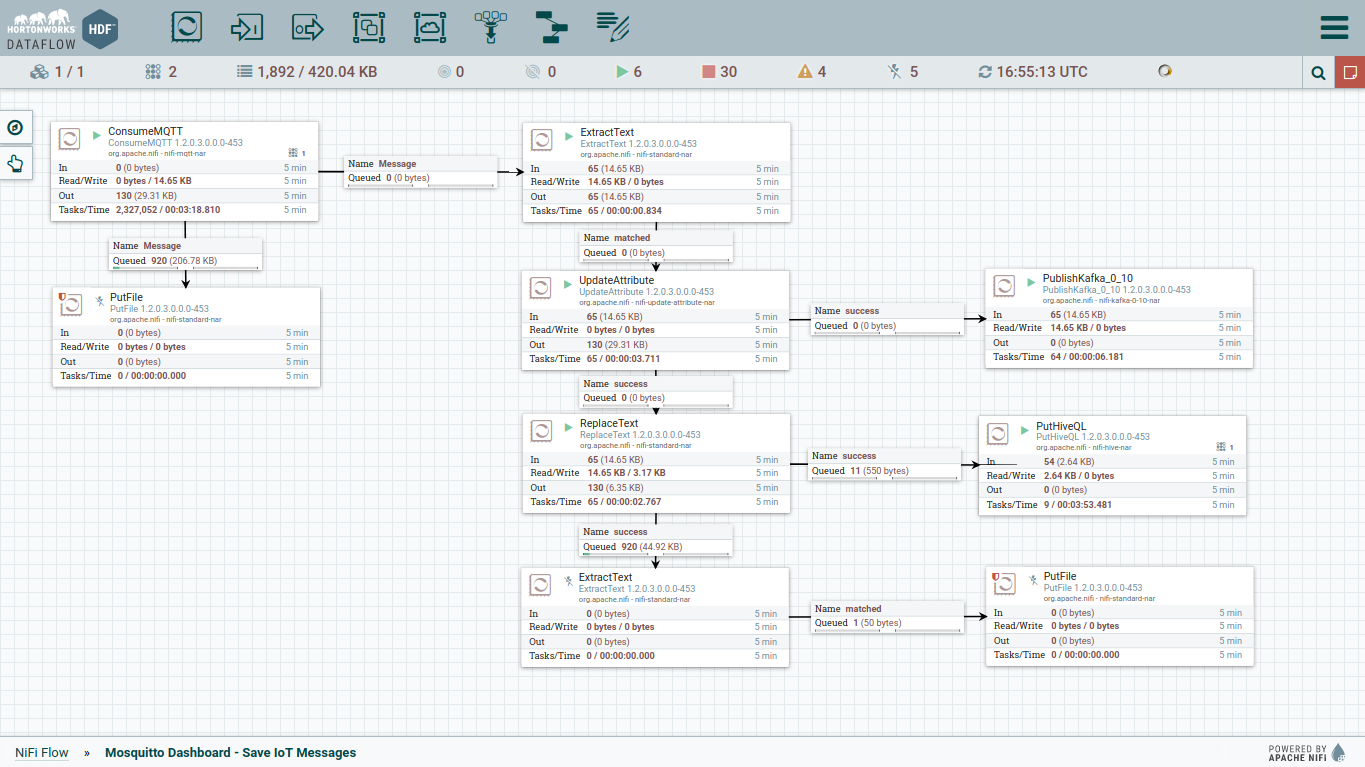 HORTONWORKS
DATAFLOW
HDF
1 / 1
2
1,892 / 420.04 KB
0
0
6
30
4
5
16:55:13 UTC
ConsumeMQTT
ConsumeMQTT 1.2.0.3.0.0.0-453
org.apache.nifi - nifi-mqtt-nar
1
In 0 (0 bytes) 5 min
Read/Write 0 bytes / 14.65 KB 5 min
Out 130 (29.31 KB) 5 min
Tasks/Time 2,327,052 / 00:03:18.810 5 min
Name Message
Queued 0 (0 bytes)
ExtractText
ExtractText 1.2.0.3.0.0.0-453
org.apache.nifi - nifi-standard-nar
In 65 (14.65 KB) 5 min
Read/Write 14.65 KB / 0 bytes 5 min
Out 65 (14.65 KB) 5 min
Tasks/Time 65 / 00:00:00.834 5 min
Name Message
Queued 920 (206.78 KB)
Name matched
Queued 0 (0 bytes)
PutFile
PutFile 1.2.0.3.0.0.0-453
org.apache.nifi - nifi-standard-nar
In 0 (0 bytes) 5 min
Read/Write 0 bytes / 0 bytes 5 min
Out 0 (0 bytes) 5 min
Tasks/Time 0 / 00:00:00.000 5 min
UpdateAttribute
UpdateAttribute 1.2.0.3.0.0.0-453
org.apache.nifi - nifi-update-attribute-nar
In 65 (14.65 KB) 5 min
Read/Write 0 bytes / 0 bytes 5 min
Out 130 (29.31 KB) 5 min
Tasks/Time 65 / 00:00:03.711 5 min
Name success
Queued 0 (0 bytes)
PublishKafka_0_10
PublishKafka_0_10 1.2.0.3.0.0.0-453
org.apache.nifi - nifi-kafka-0-10-nar
In 65 (14.65 KB) 5 min
Read/Write 14.65 KB / 0 bytes 5 min
Out 0 (0 bytes) 5 min
Tasks/Time 64 / 00:00:06.181 5 min
Name success
Queued 0 (0 bytes)
ReplaceText
ReplaceText 1.2.0.3.0.0.0-453
org.apache.nifi - nifi-standard-nar
In 65 (14.65 KB) 5 min
Read/Write 14.65 KB / 3.17 KB 5 min
Out 130 (6.35 KB) 5 min
Tasks/Time 65 / 00:00:02.767 5 min
Name success
Queued 11 (550 bytes)
PutHiveQL
PutHiveQL 1.2.0.3.0.0.0-453
org.apache.nifi - nifi-hive-nar
1
In 54 (2.64 KB) 5 min
Read/Write 2.64 KB / 0 bytes 5 min
Out 0 (0 bytes) 5 min
Tasks/Time 9 / 00:03:53.481 5 min
Name success
Queued 920 (44.92 KB)
ExtractText
ExtractText 1.2.0.3.0.0.0-453
org.apache.nifi - nifi-standard-nar
In 0 (0 bytes) 5 min
Read/Write 0 bytes / 0 bytes 5 min
Out 0 (0 bytes) 5 min
Tasks/Time 0 / 00:00:00.000 5 min
Name matched
Queued 1 (50 bytes)
PutFile
PutFile 1.2.0.3.0.0.0-453
org.apache.nifi - nifi-standard-nar
In 0 (0 bytes) 5 min
Read/Write 0 bytes / 0 bytes 5 min
Out 0 (0 bytes) 5 min
Tasks/Time 0 / 00:00:00.000 5 min
NiFi Flow » Mosquitto Dashboard - Save IoT Messages
POWERED BY
APACHE NIFI